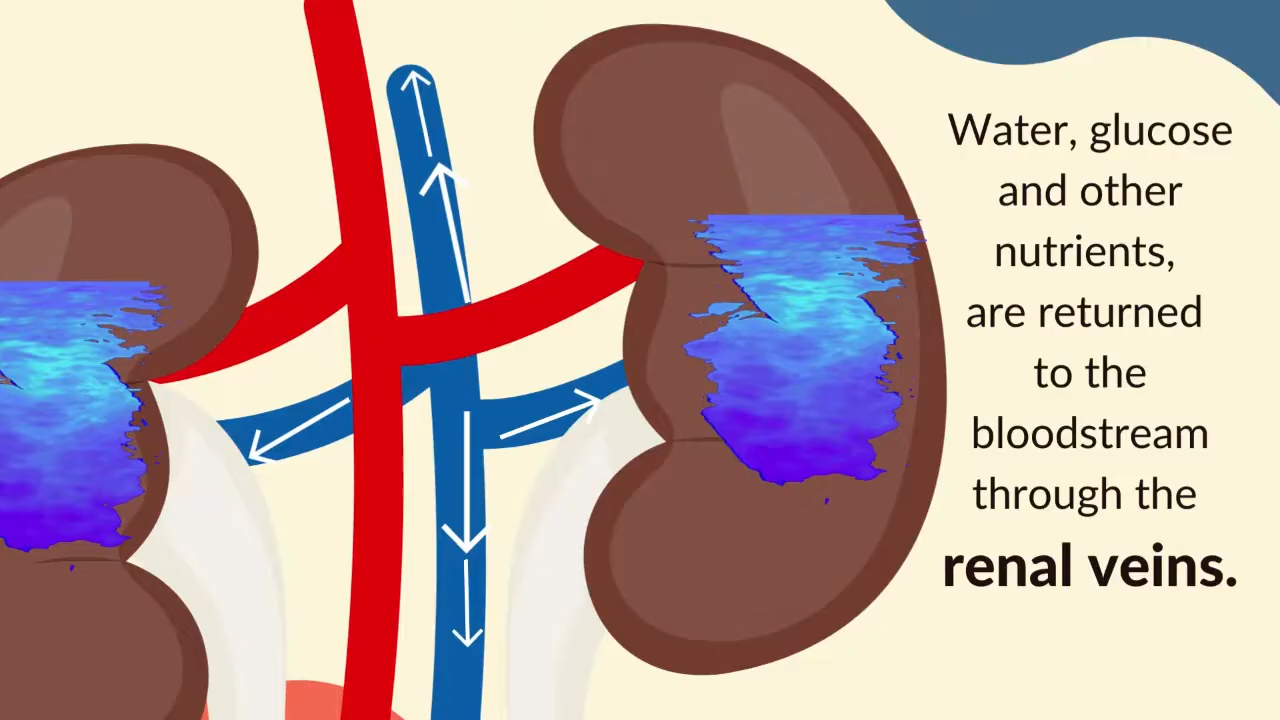 Water, glucose
and other
nutrients,
are returned
to the
bloodstream
through the
renal veins.